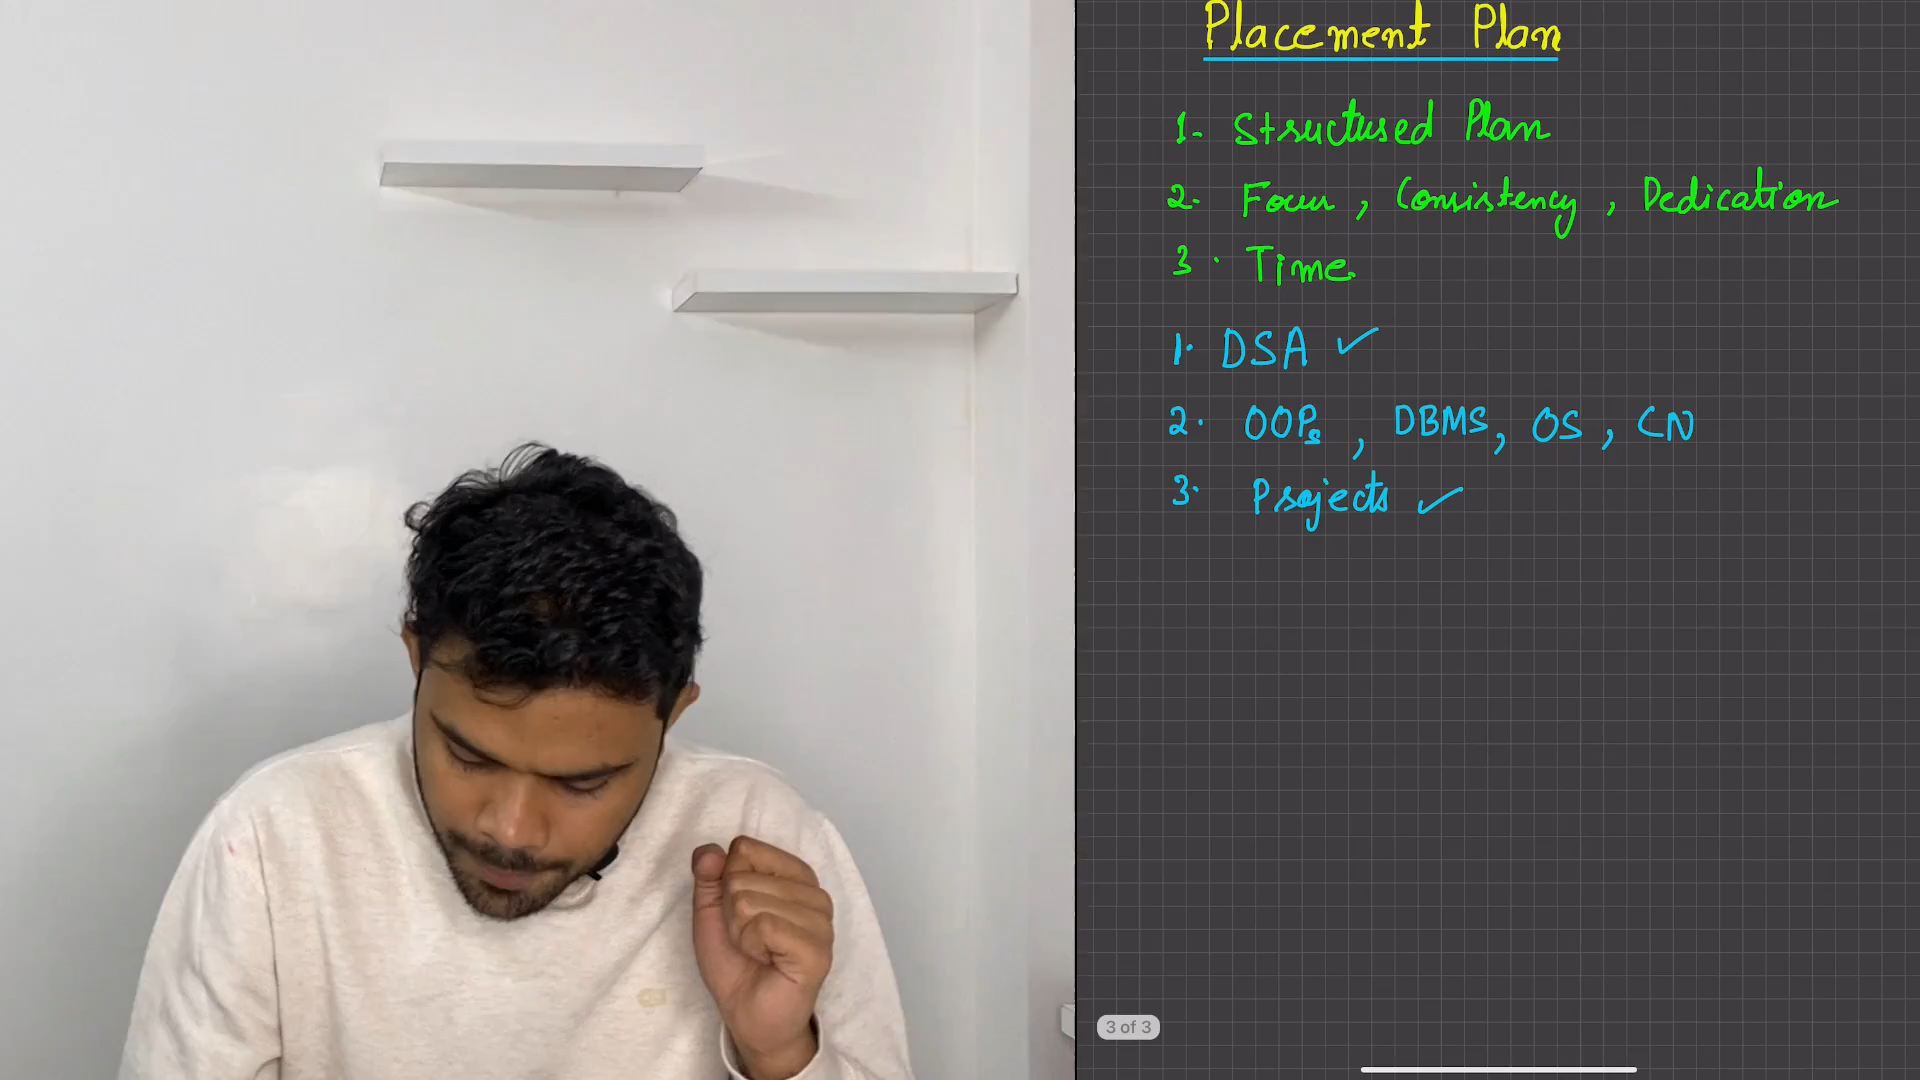 Placement Plan
1- Structured Plan
2- Focus , Consistency , Dedication
3 · Time
1· DSA ✓
2· OOPs , DBMS, OS , CN
3· Projects ✓
3 of 3